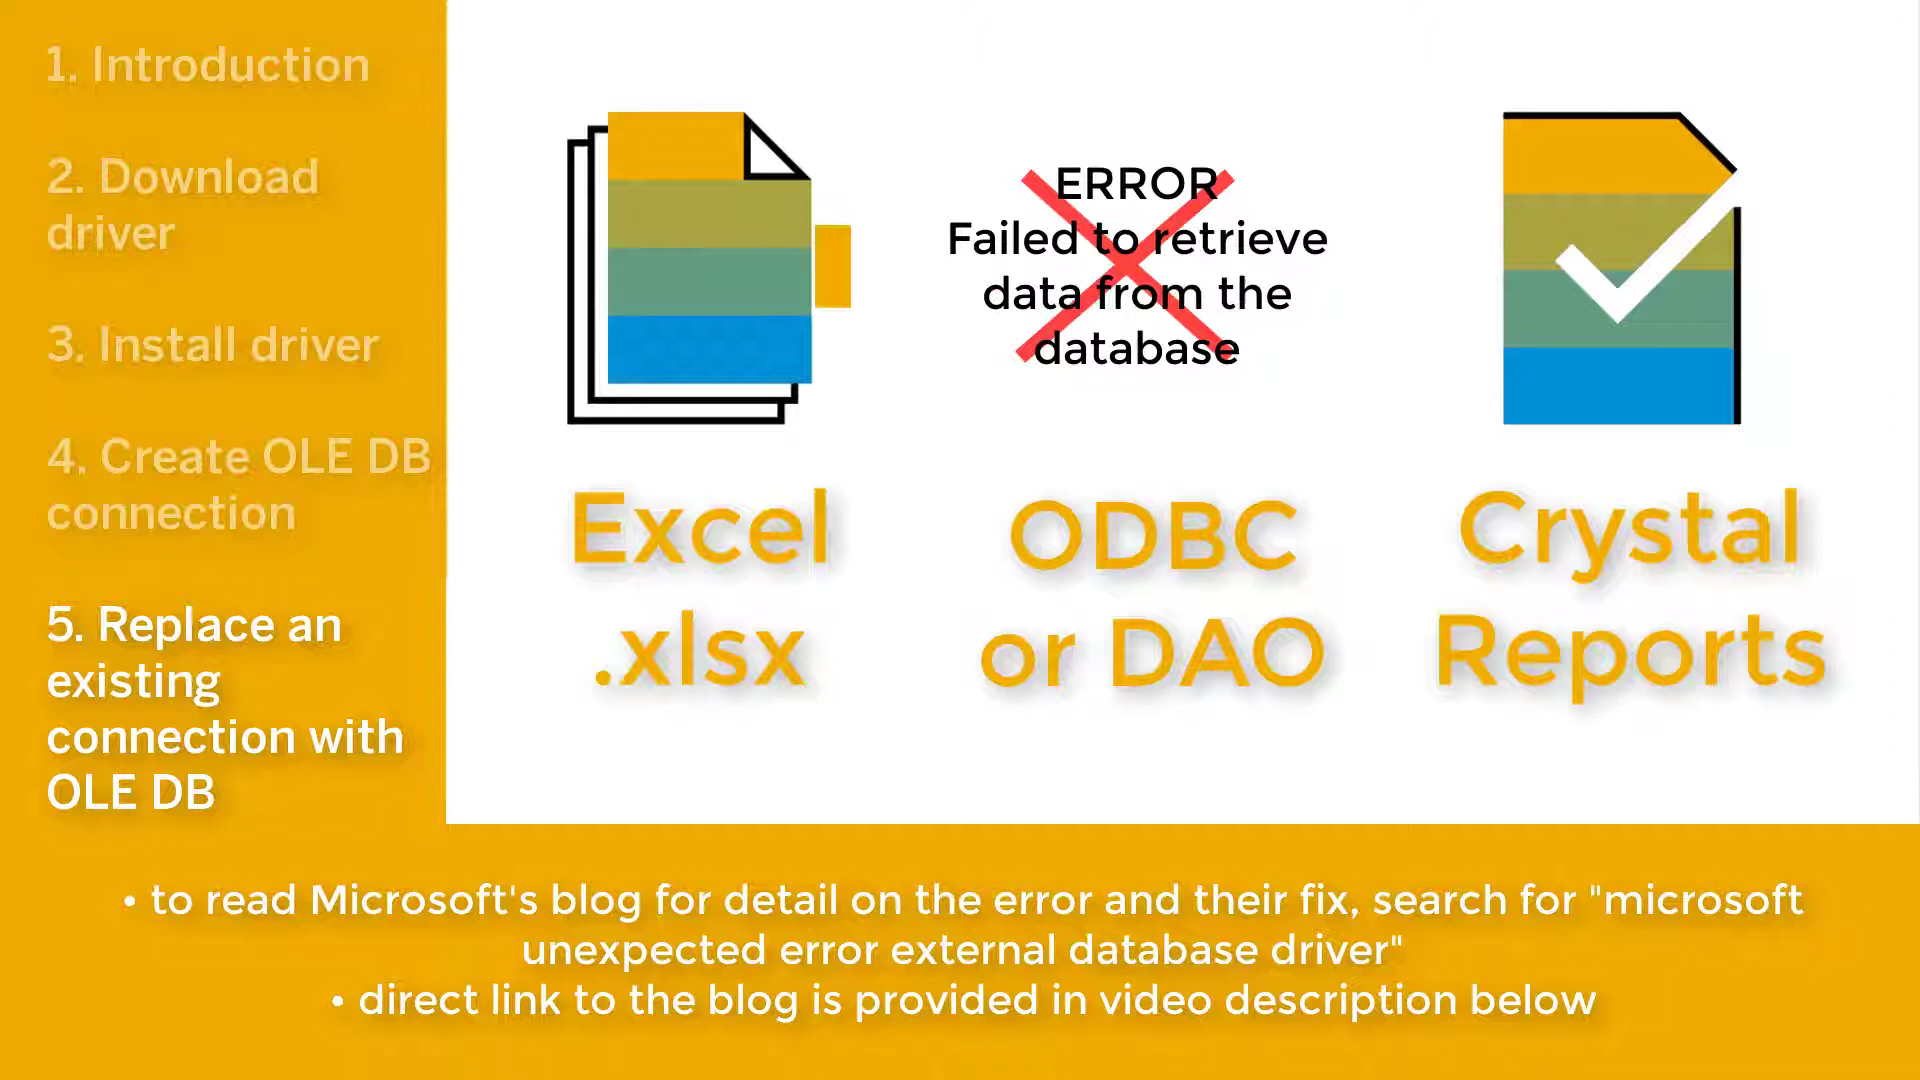 1. Introduction
2. Download
driver
3. Install driver
4. Create OLE DB
connection
5. Replace an
existing
connection with
OLE DB
ERROR
Failed to retrieve
data from the
database
Excel
.xlsx
ODBC
or DAO
Crystal
Reports
• to read Microsoft's blog for detail on the error and their fix, search for "microsoft
unexpected error external database driver"
• direct link to the blog is provided in video description below